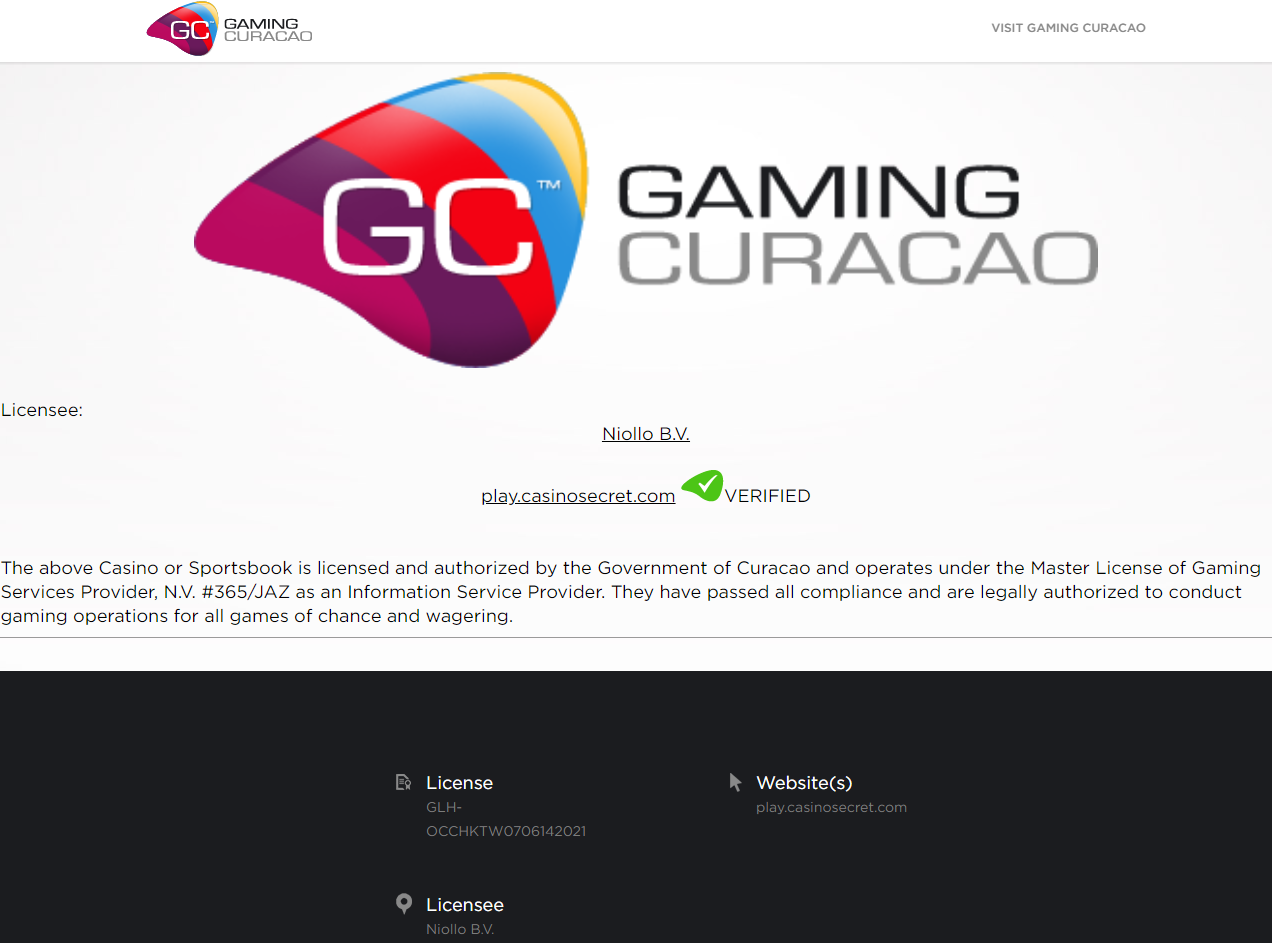 GC™ GAMING
CURACAO
VISIT GAMING CURACAO
GC™ GAMING
CURACAO
Licensee:
Niollo B.V.
play.casinosecret.com VERIFIED
The above Casino or Sportsbook is licensed and authorized by the Government of Curacao and operates under the Master License of Gaming
Services Provider, N.V. #365/JAZ as an Information Service Provider. They have passed all compliance and are legally authorized to conduct
gaming operations for all games of chance and wagering.
License
GLH-
OCCHKTW0706142021
Website(s)
play.casinosecret.com
Licensee
Niollo B.V.